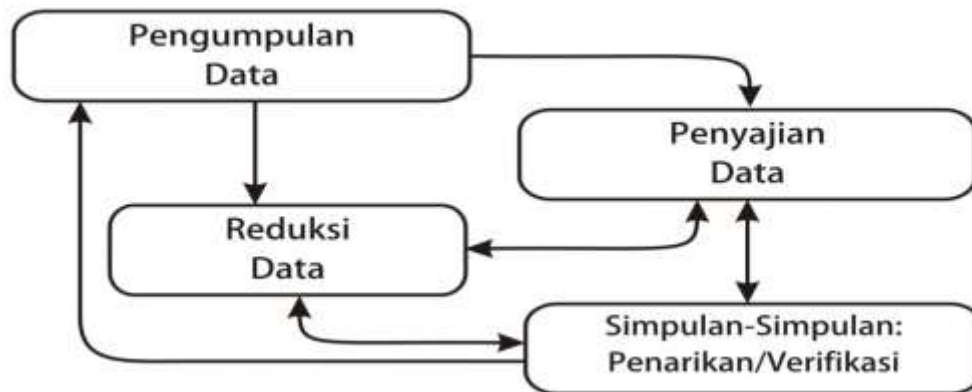 Pengumpulan
Data
Penyajian
Data
Reduksi
Data
Simpulan-Simpulan:
Penarikan/Verifikasi